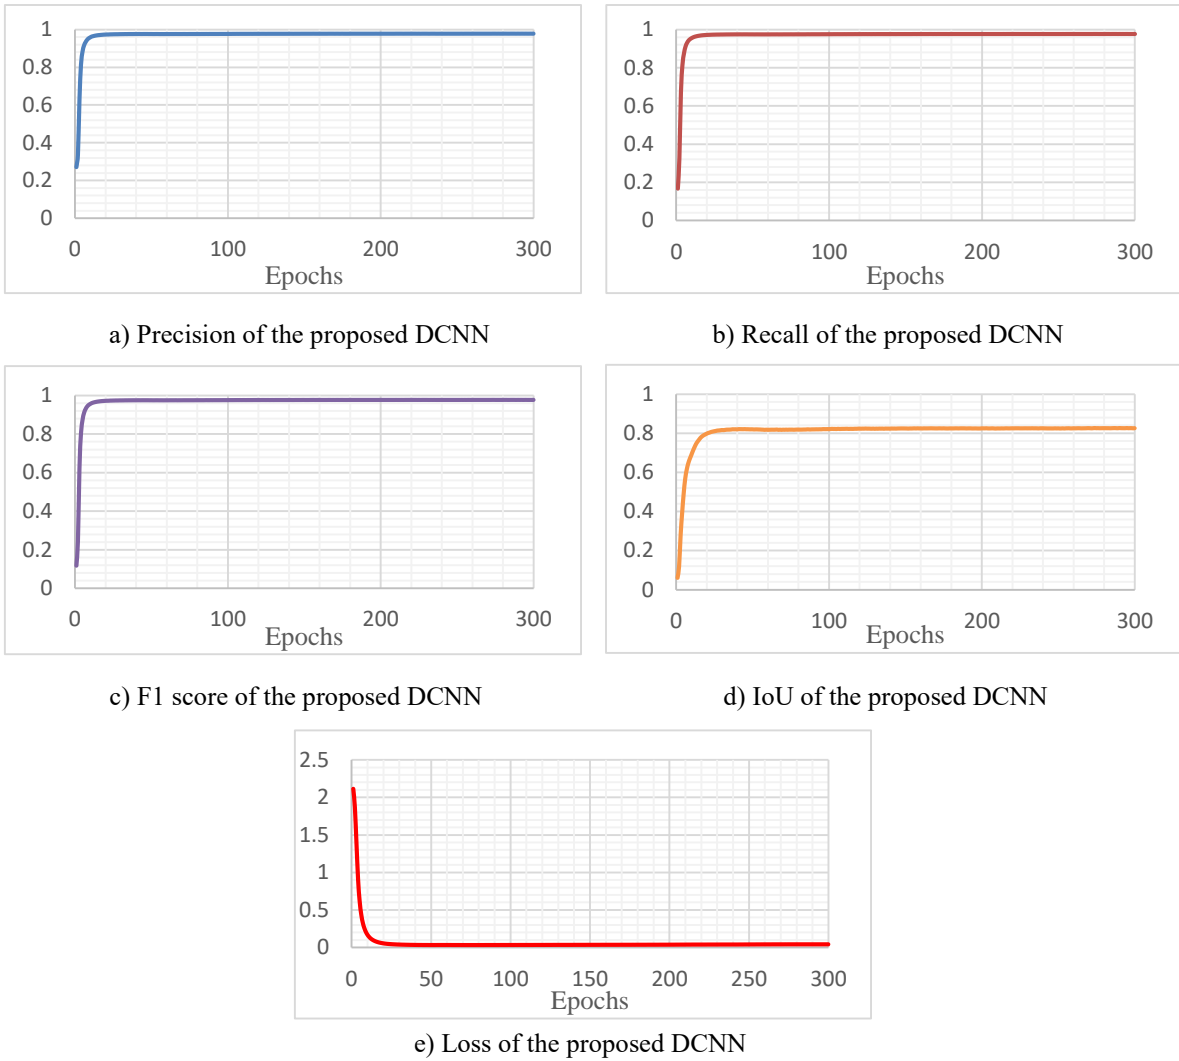 1
0.8
0.6
0.4
0.2
0
0 100 200 300
Epochs
a) Precision of the proposed DCNN
1
0.8
0.6
0.4
0.2
0
0 100 200 300
Epochs
b) Recall of the proposed DCNN
1
0.8
0.6
0.4
0.2
0
0 100 200 300
Epochs
c) F1 score of the proposed DCNN
1
0.8
0.6
0.4
0.2
0
0 100 200 300
Epochs
d) IoU of the proposed DCNN
2.5
2
1.5
1
0.5
0
0 50 100 150 200 250 300
Epochs
e) Loss of the proposed DCNN